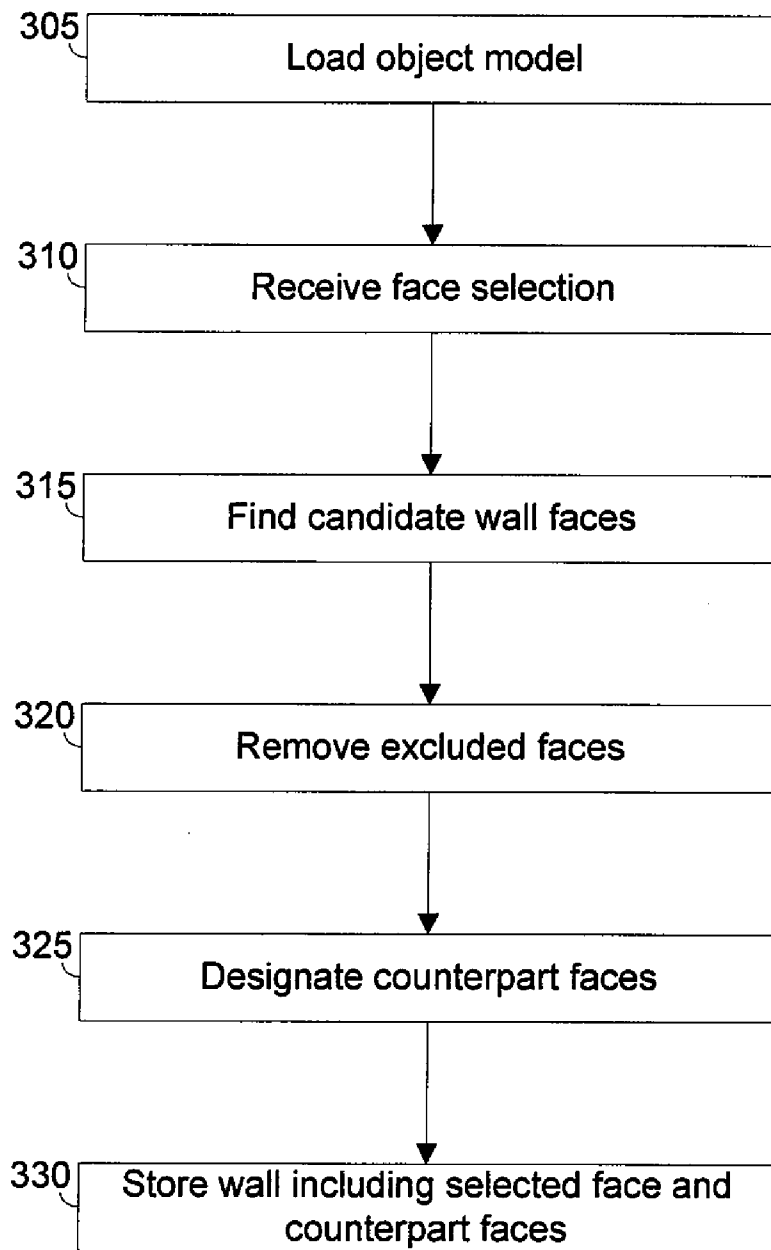 305
Load object model
310
Receive face selection
315
Find candidate wall faces
320
Remove excluded faces
325
Designate counterpart faces
330
Store wall including selected face and
counterpart faces